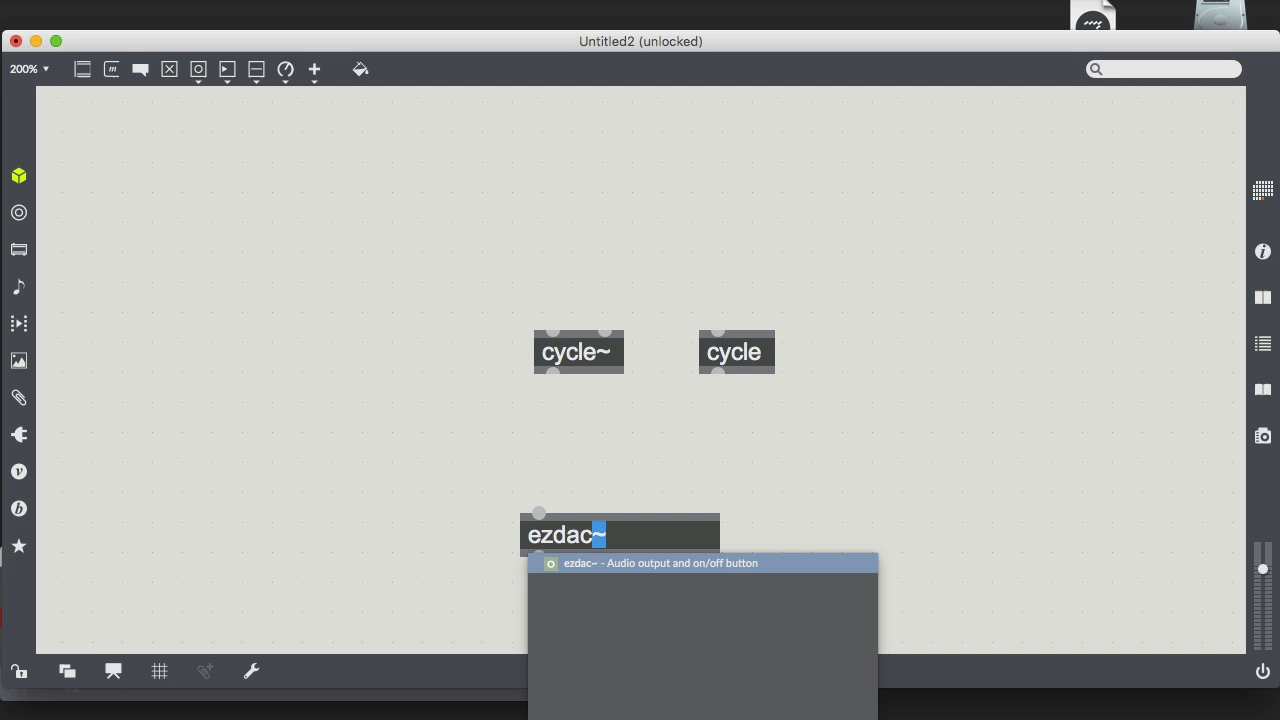 Untitled2 (unlocked)
200%
cycle~ cycle
ezdac~
ezdac~ - Audio output and on/off button